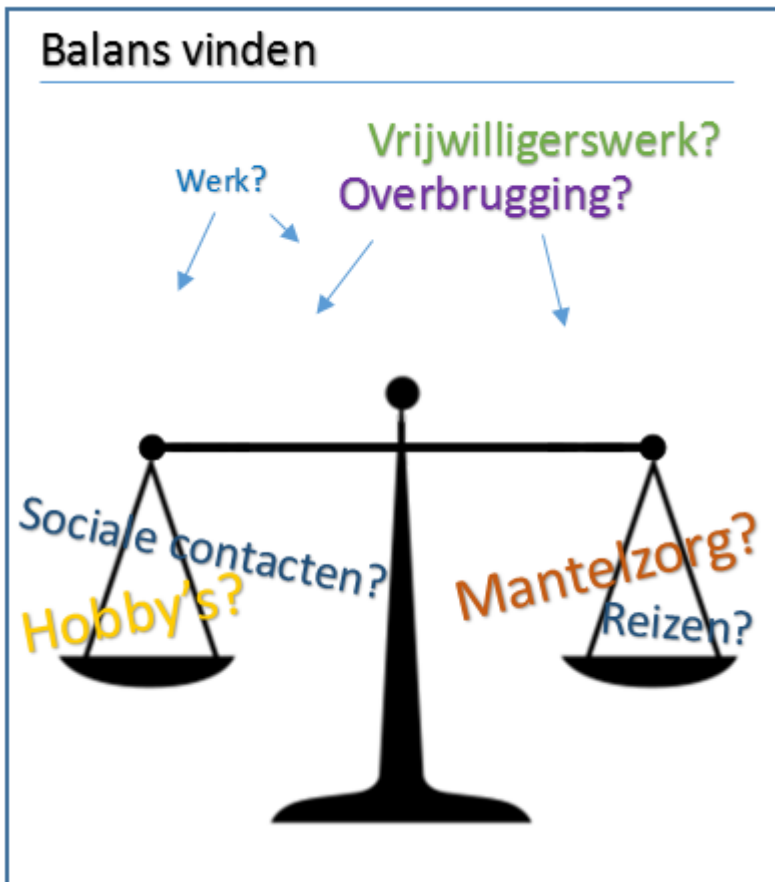 Balans vinden
Vrijwilligerswerk?
Werk?
Overbrugging?
Sociale contacten?
Hobby's?
Mantelzorg?
Reizen?